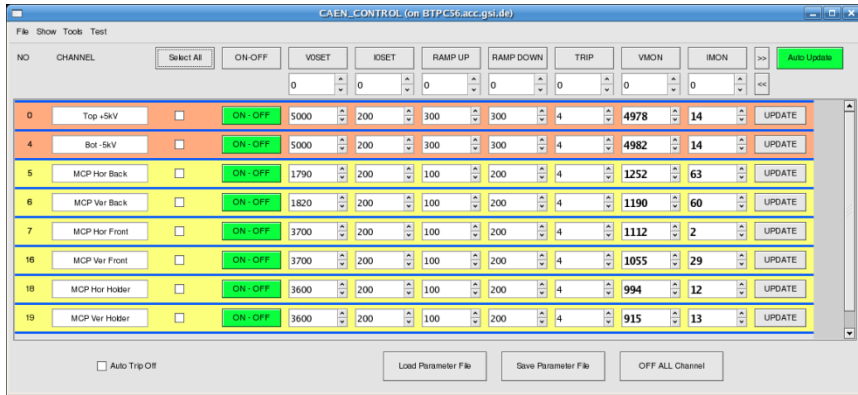 CAEN_CONTROL (on BTPC56.acc.gsi.de)
File Show Tools Test
NO CHANNEL Select All ON-OFF V0SET I0SET RAMP UP RAMP DOWN TRIP VMON IMON >> Auto Update
0 0 0 0 0 0 0 <<
0 Top +5kV ON - OFF 5000 200 300 300 4 4978 14 UPDATE
4 Bot -5kV ON - OFF 5000 200 300 300 4 4982 14 UPDATE
5 MCP Hor Back ON - OFF 1790 200 100 200 4 1252 63 UPDATE
6 MCP Ver Back ON - OFF 1820 200 100 200 4 1190 60 UPDATE
7 MCP Hor Front ON - OFF 3700 200 100 200 4 1112 2 UPDATE
16 MCP Ver Front ON - OFF 3700 200 100 200 4 1055 29 UPDATE
18 MCP Hor Holder ON - OFF 3600 200 100 200 4 994 12 UPDATE
19 MCP Ver Holder ON - OFF 3600 200 100 200 4 915 13 UPDATE
Auto Trip Off Load Parameter File Save Parameter File OFF ALL Channel